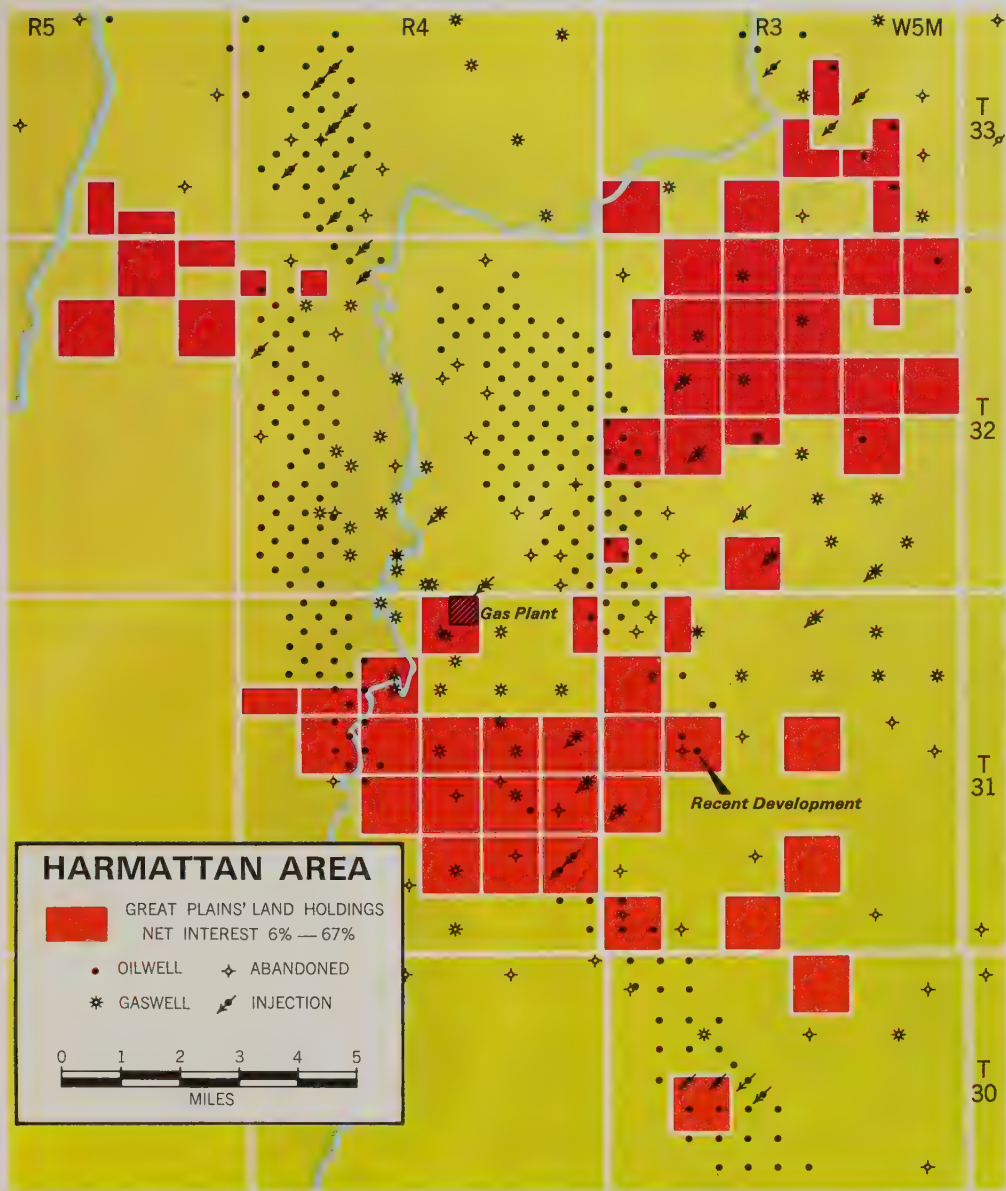 R5
R4
R3
W5M
T
33
T
32
Gas Plant
T
31
Recent Development
HARMATTAN AREA
GREAT PLAINS' LAND HOLDINGS
NET INTEREST 6% — 67%
OILWELL
ABANDONED
GASWELL
INJECTION
0 1 2 3 4 5
MILES
T
30